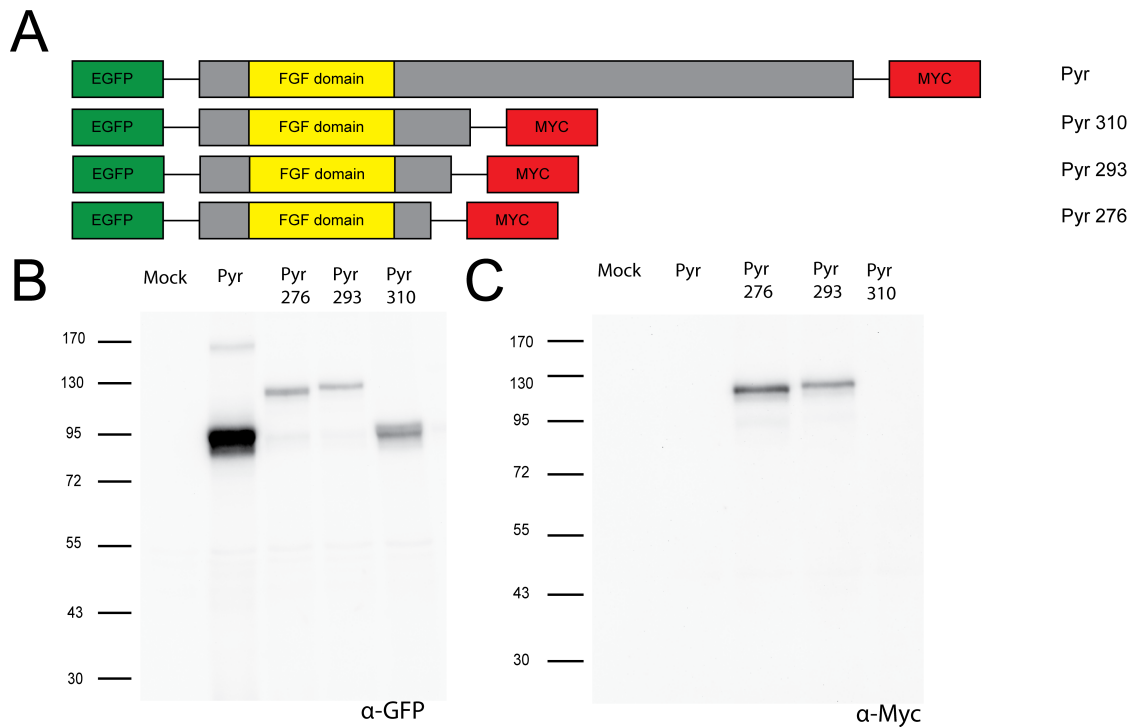 A
EGFP FGF domain MYC Pyr
EGFP FGF domain MYC Pyr 310
EGFP FGF domain MYC Pyr 293
EGFP FGF domain MYC Pyr 276
B
Mock Pyr Pyr Pyr Pyr
276 293 310
170
130
95
72
55
43
30
α-GFP
C
Mock Pyr Pyr Pyr Pyr
276 293 310
170
130
95
72
55
43
30
α-Myc